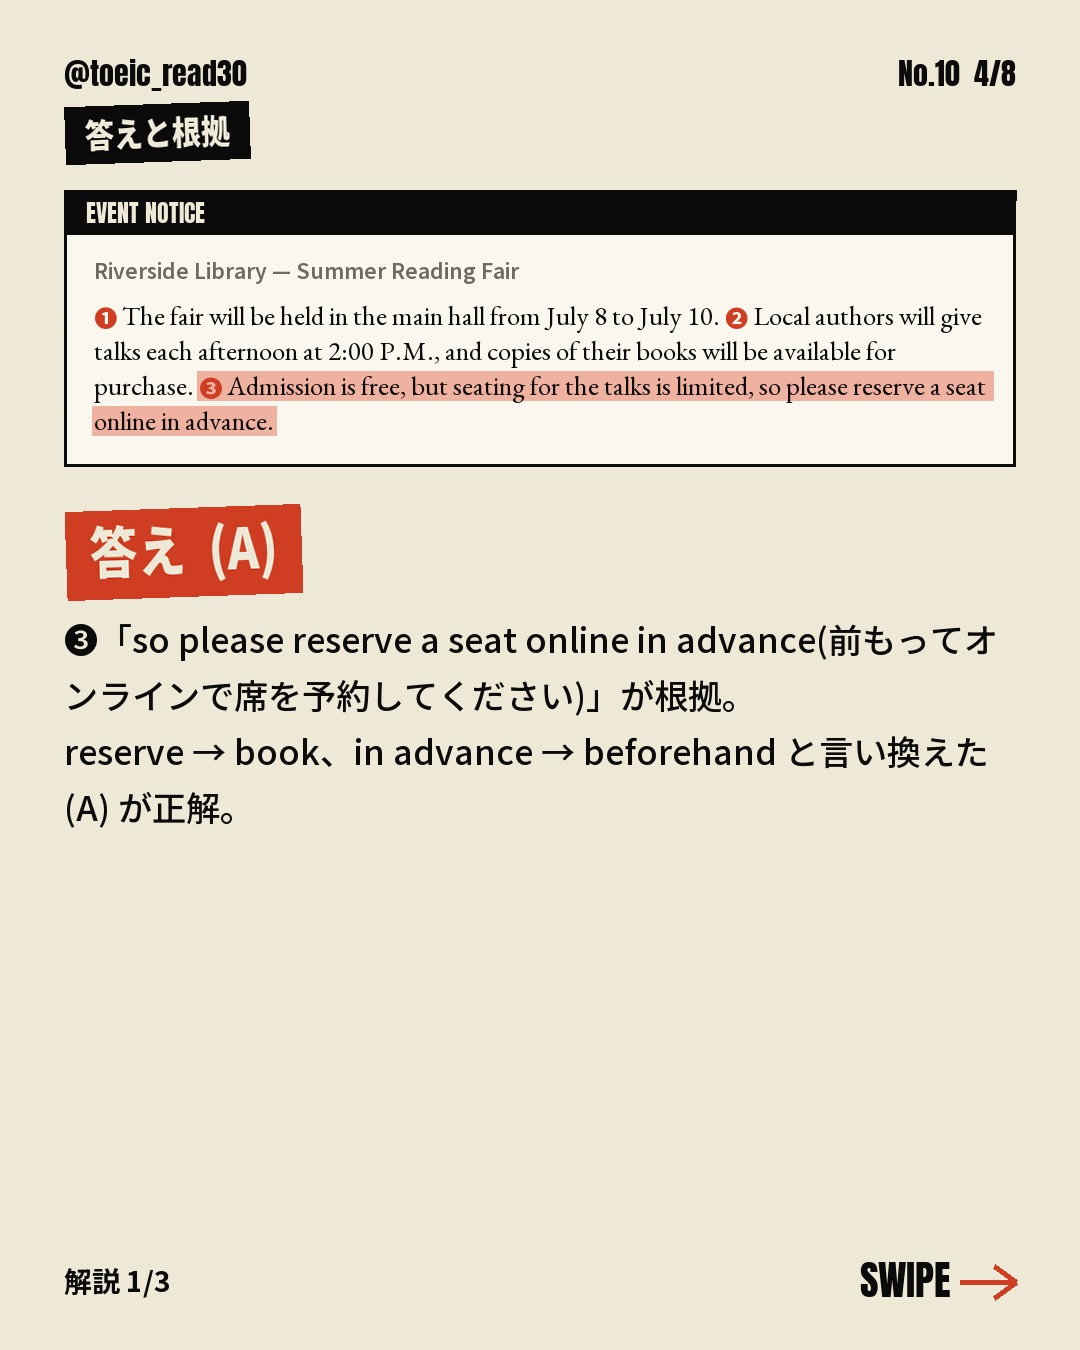 @toeic_read30
No.10 4/8
答えと根拠
EVENT NOTICE
Riverside Library — Summer Reading Fair
❶ The fair will be held in the main hall from July 8 to July 10. ❷ Local authors will give
talks each afternoon at 2:00 P.M., and copies of their books will be available for
purchase. ❸ Admission is free, but seating for the talks is limited, so please reserve a seat
online in advance.
答え (A)
❸「so please reserve a seat online in advance(前もってオ
ンラインで席を予約してください)」が根拠。
reserve → book、in advance → beforehand と言い換えた
(A) が正解。
解説 1/3
SWIPE →